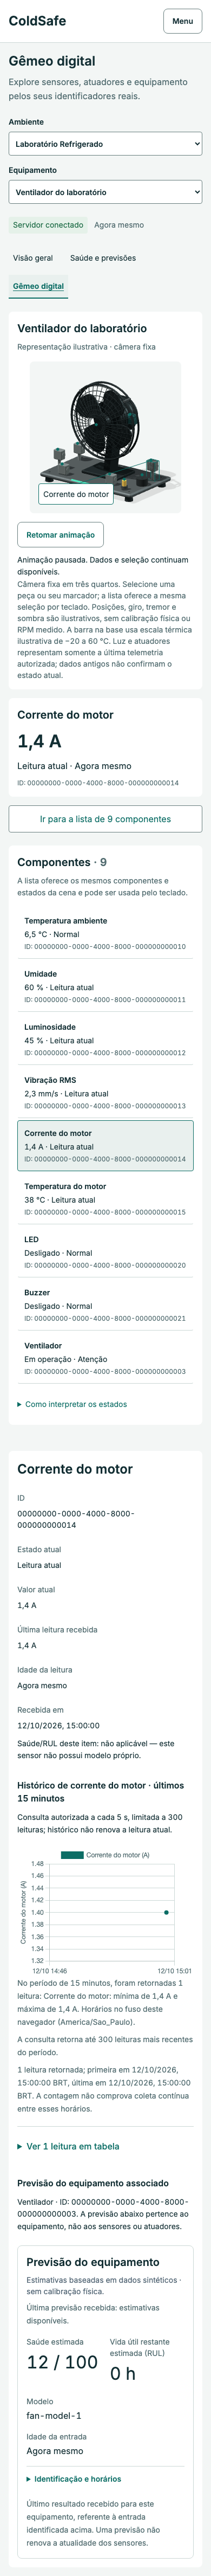 ColdSafe
Menu
Gêmeo digital
Explore sensores, atuadores e equipamento
pelos seus identificadores reais.
Ambiente
Laboratório Refrigerado
Equipamento
Ventilador do laboratório
Servidor conectado Agora mesmo
Visão geral Saúde e previsões
Gêmeo digital
Ventilador do laboratório
Representação ilustrativa · câmera fixa
Corrente do motor
Retomar animação
Animação pausada. Dados e seleção continuam
disponíveis.
Câmera fixa em três quartos. Selecione uma
peça ou seu marcador; a lista oferece a mesma
seleção por teclado. Posições, giro, tremor e
sombra são ilustrativos, sem calibração física ou
RPM medido. A barra na base usa escala térmica
ilustrativa de −20 a 60 °C. Luz e atuadores
representam somente a última telemetria
autorizada; dados antigos não confirmam o
estado atual.
Corrente do motor
1,4 A
Leitura atual · Agora mesmo
ID: 00000000-0000-4000-8000-000000000014
Ir para a lista de 9 componentes
Componentes · 9
A lista oferece os mesmos componentes e
estados da cena e pode ser usada pelo teclado.
Temperatura ambiente
6,5 °C · Normal
ID: 00000000-0000-4000-8000-000000000010
Umidade
60 % · Leitura atual
ID: 00000000-0000-4000-8000-000000000011
Luminosidade
45 % · Leitura atual
ID: 00000000-0000-4000-8000-000000000012
Vibração RMS
2,3 mm/s · Leitura atual
ID: 00000000-0000-4000-8000-000000000013
Corrente do motor
1,4 A · Leitura atual
ID: 00000000-0000-4000-8000-000000000014
Temperatura do motor
38 °C · Leitura atual
ID: 00000000-0000-4000-8000-000000000015
LED
Desligado · Normal
ID: 00000000-0000-4000-8000-000000000020
Buzzer
Desligado · Normal
ID: 00000000-0000-4000-8000-000000000021
Ventilador
Em operação · Atenção
ID: 00000000-0000-4000-8000-000000000003
Como interpretar os estados
Corrente do motor
ID
00000000-0000-4000-8000-
000000000014
Estado atual
Leitura atual
Valor atual
1,4 A
Última leitura recebida
1,4 A
Idade da leitura
Agora mesmo
Recebida em
12/10/2026, 15:00:00
Saúde/RUL deste item: não aplicável — este
sensor não possui modelo próprio.
Histórico de corrente do motor · últimos
15 minutos
Consulta autorizada a cada 5 s, limitada a 300
leituras; histórico não renova a leitura atual.
Corrente do motor (A)
Corrente do motor (A)
1.48
1.46
1.44
1.42
1.40
1.38
1.36
1.34
1.32
12/10 14:46 12/10 15:01
No período de 15 minutos, foram retornadas 1
leitura: Corrente do motor: mínima de 1,4 A e
máxima de 1,4 A. Horários no fuso deste
navegador (America/Sao_Paulo).
A consulta retorna até 300 leituras mais recentes
do período.
1 leitura retornada; primeira em 12/10/2026,
15:00:00 BRT, última em 12/10/2026, 15:00:00
BRT. A contagem não comprova coleta contínua
entre esses horários.
Ver 1 leitura em tabela
Previsão do equipamento associado
Ventilador · ID: 00000000-0000-4000-8000-
000000000003. A previsão abaixo pertence ao
equipamento, não aos sensores ou atuadores.
Previsão do equipamento
Estimativas baseadas em dados sintéticos ·
sem calibração física.
Última previsão recebida: estimativas
disponíveis.
Saúde estimada
12 / 100
Vida útil restante
estimada (RUL)
0 h
Modelo
fan-model-1
Idade da entrada
Agora mesmo
Identificação e horários
Último resultado recebido para este
equipamento, referente à entrada
identificada acima. Uma previsão não
renova a atualidade dos sensores.